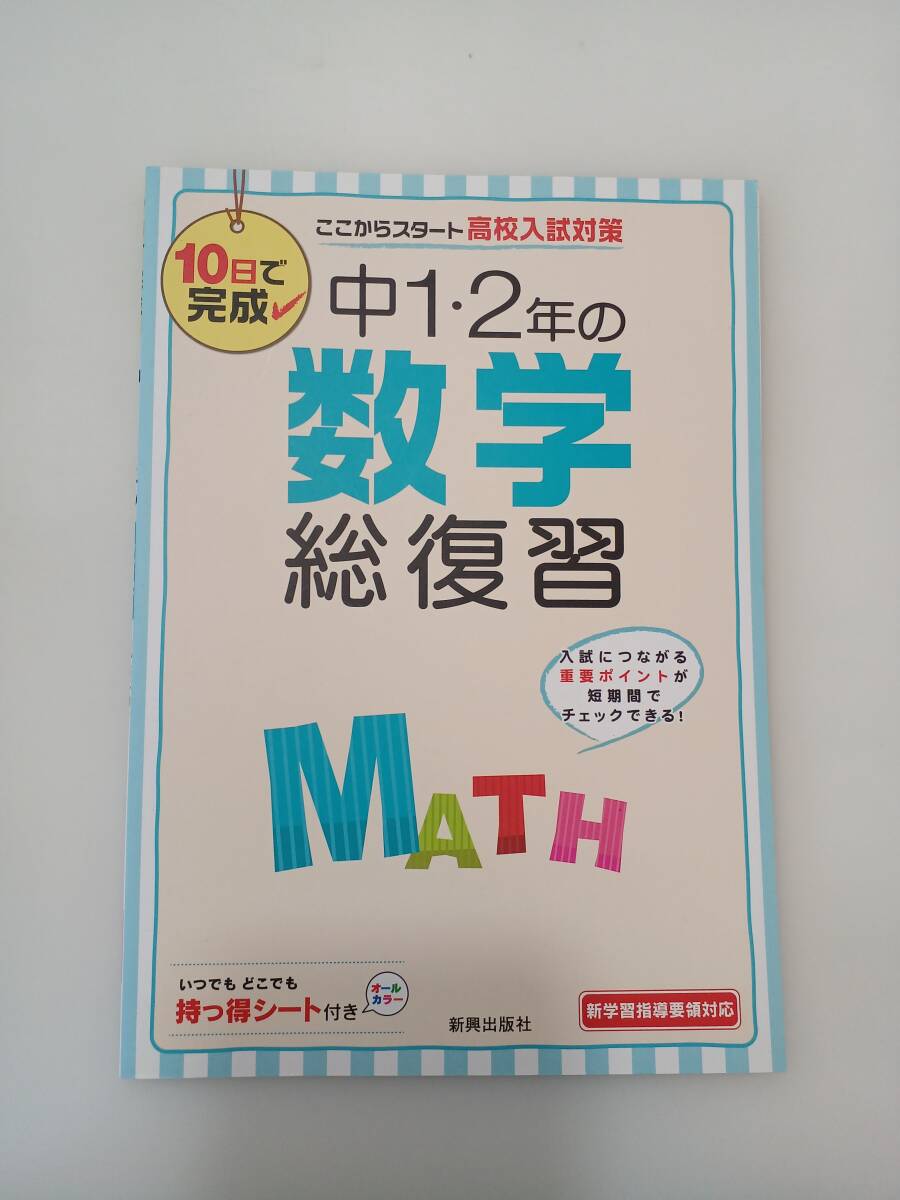 ここからスタート 高校入試対策
10日で
完成
中1・2年の
数学
総復習
入試につながる
重要ポイントが
短期間で
チェックできる!
MATH
いつでも どこでも
持っ得シート付き
オール
カラー
新興出版社
新学習指導要領対応